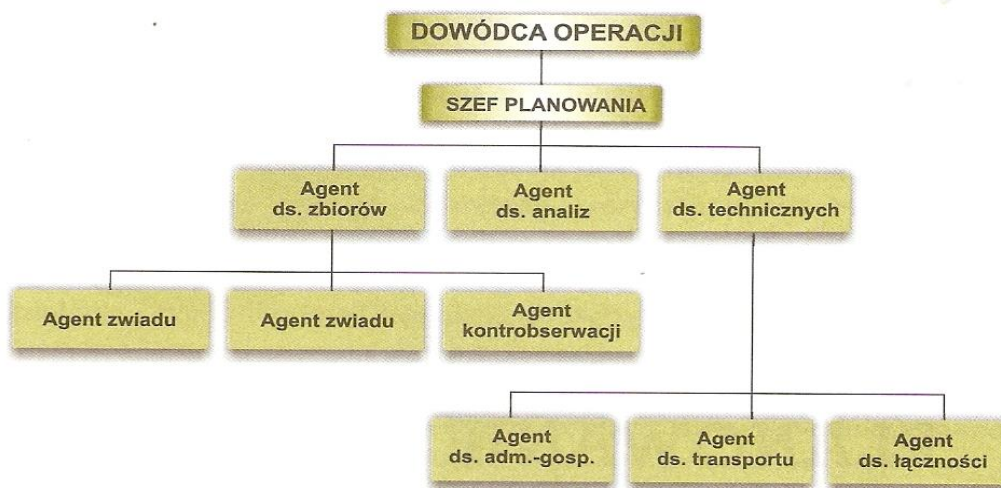 DOWÓDCA OPERACJI
SZEF PLANOWANIA
Agent
ds. zbiorów
Agent
ds. analiz
Agent
ds. technicznych
Agent zwiadu
Agent zwiadu
Agent
kontrobserwacji
Agent
ds. adm.-gosp.
Agent
ds. transportu
Agent
ds. łączności